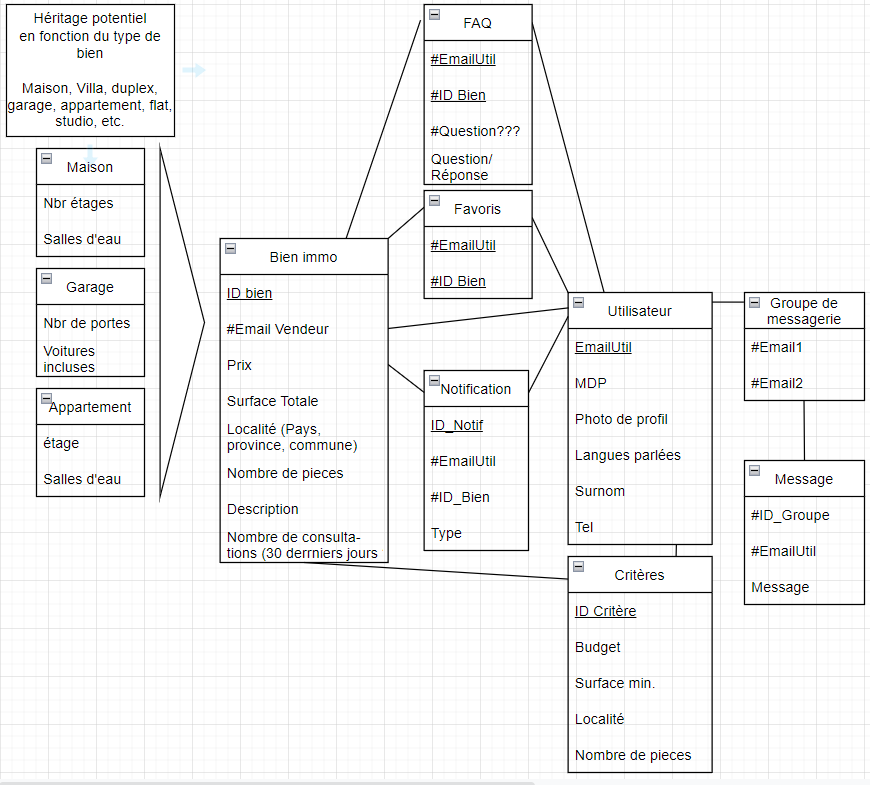 Héritage potentiel
en fonction du type de
bien
Maison, Villa, duplex,
garage, appartement, flat,
studio, etc.
Maison
Nbr étages
Salles d'eau
Garage
Nbr de portes
Voitures
incluses
Appartement
étage
Salles d'eau
Bien immo
ID bien
#Email Vendeur
Prix
Surface Totale
Localité (Pays,
province, commune)
Nombre de pieces
Description
Nombre de consulta-
tions (30 derrniers jours
FAQ
#EmailUtil
#ID Bien
#Question???
Question/
Réponse
Favoris
#EmailUtil
#ID Bien
Notification
ID_Notif
#EmailUtil
#ID_Bien
Type
Utilisateur
EmailUtil
MDP
Photo de profil
Langues parlées
Surnom
Tel
Critères
ID Critère
Budget
Surface min.
Localité
Nombre de pieces
Groupe de
messagerie
#Email1
#Email2
Message
#ID_Groupe
#EmailUtil
Message